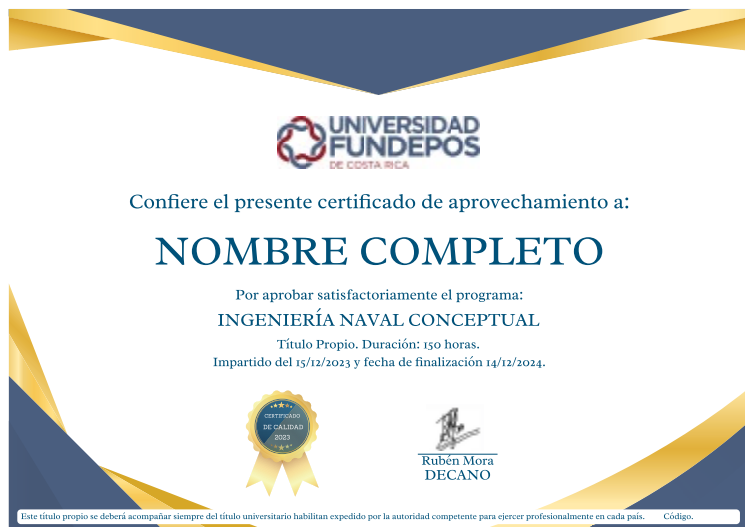 UNIVERSIDAD
FUNDEPOS
DE COSTA RICA
Confiere el presente certificado de aprovechamiento a:
NOMBRE COMPLETO
Por aprobar satisfactoriamente el programa:
INGENIERÍA NAVAL CONCEPTUAL
Título Propio. Duración: 150 horas.
Impartido del 15/12/2023 y fecha de finalización 14/12/2024.
CERTIFICADO
DE CALIDAD
2023
Rubén Mora
DECANO
Este título propio se deberá acompañar siempre del título universitario habilitan expedido por la autoridad competente para ejercer profesionalmente en cada país. Código.